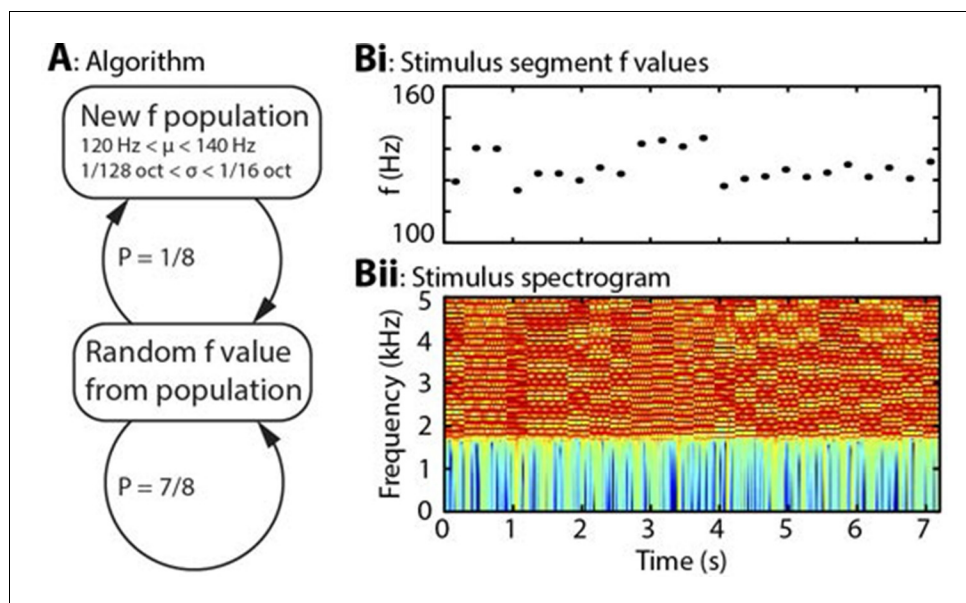 A: Algorithm
New f population
120 Hz < μ < 140 Hz
1/128 oct < σ < 1/16 oct
P = 1/8
Random f value
from population
P = 7/8
Bi: Stimulus segment f values
160
f (Hz)
100
Bii: Stimulus spectrogram
5
4
3
2
1
0
Frequency (kHz)
0 1 2 3 4 5 6 7
Time (s)